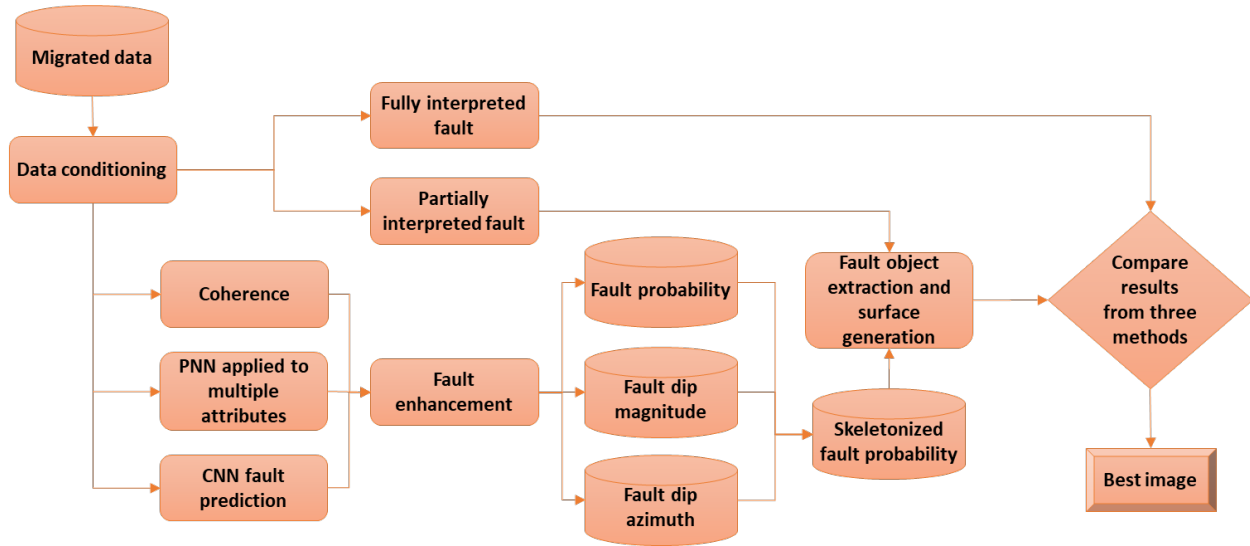 Migrated data
Data conditioning
Fully interpreted
fault
Partially
interpreted fault
Coherence
PNN applied to
multiple
attributes
CNN fault
prediction
Fault
enhancement
Fault probability
Fault dip
magnitude
Fault dip
azimuth
Fault object
extraction and
surface
generation
Skeletonized
fault probability
Compare
results
from three
methods
Best image